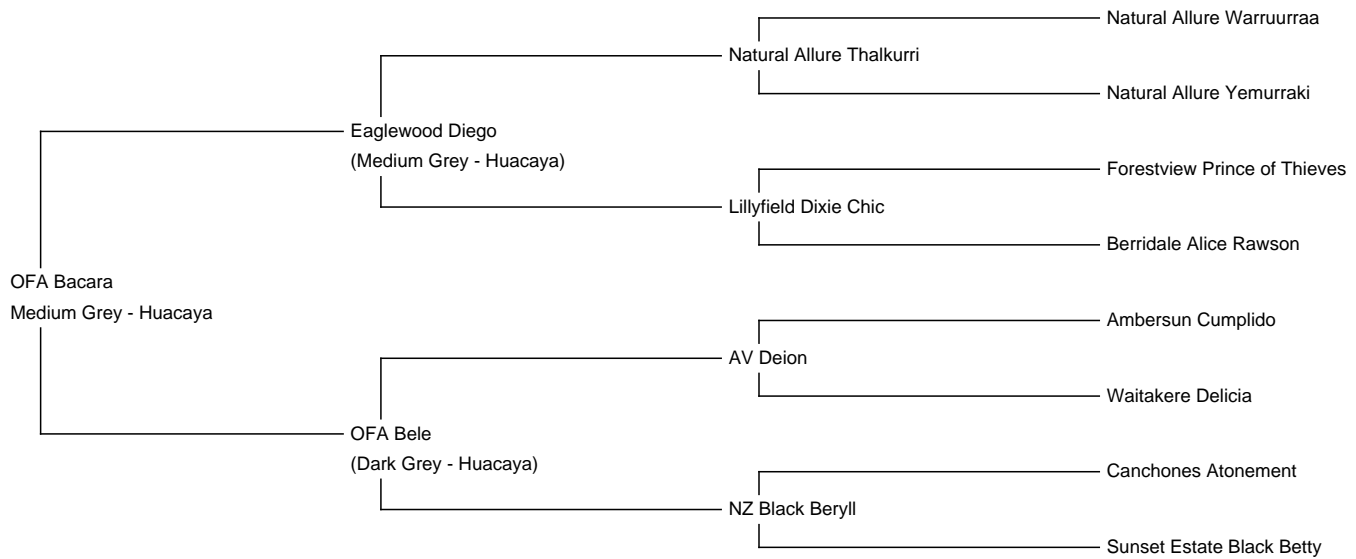 Natural Allure Warruurraa
Natural Allure Thalkurri
Natural Allure Yemurraki
Eaglewood Diego
(Medium Grey - Huacaya)
Forestview Prince of Thieves
Lillyfield Dixie Chic
Berridale Alice Rawson
OFA Bacara
Medium Grey - Huacaya
Ambersun Cumplido
AV Deion
Waitakere Delicia
OFA Bele
(Dark Grey - Huacaya)
Canchones Atonement
NZ Black Beryll
Sunset Estate Black Betty